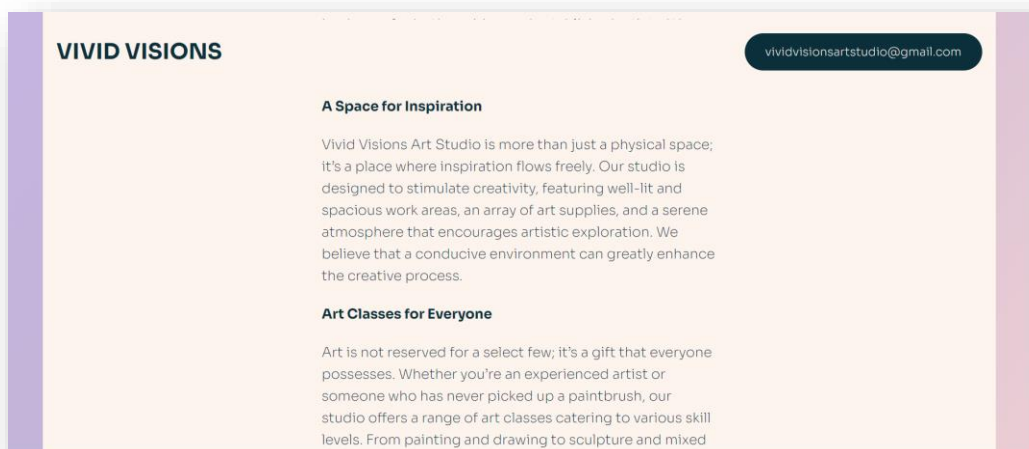 VIVID VISIONS
vividvisionsartstudio@gmail.com
A Space for Inspiration
Vivid Visions Art Studio is more than just a physical space;
it's a place where inspiration flows freely. Our studio is
designed to stimulate creativity, featuring well-lit and
spacious work areas, an array of art supplies, and a serene
atmosphere that encourages artistic exploration. We
believe that a conducive environment can greatly enhance
the creative process.
Art Classes for Everyone
Art is not reserved for a select few; it's a gift that everyone
possesses. Whether you're an experienced artist or
someone who has never picked up a paintbrush, our
studio offers a range of art classes catering to various skill
levels. From painting and drawing to sculpture and mixed